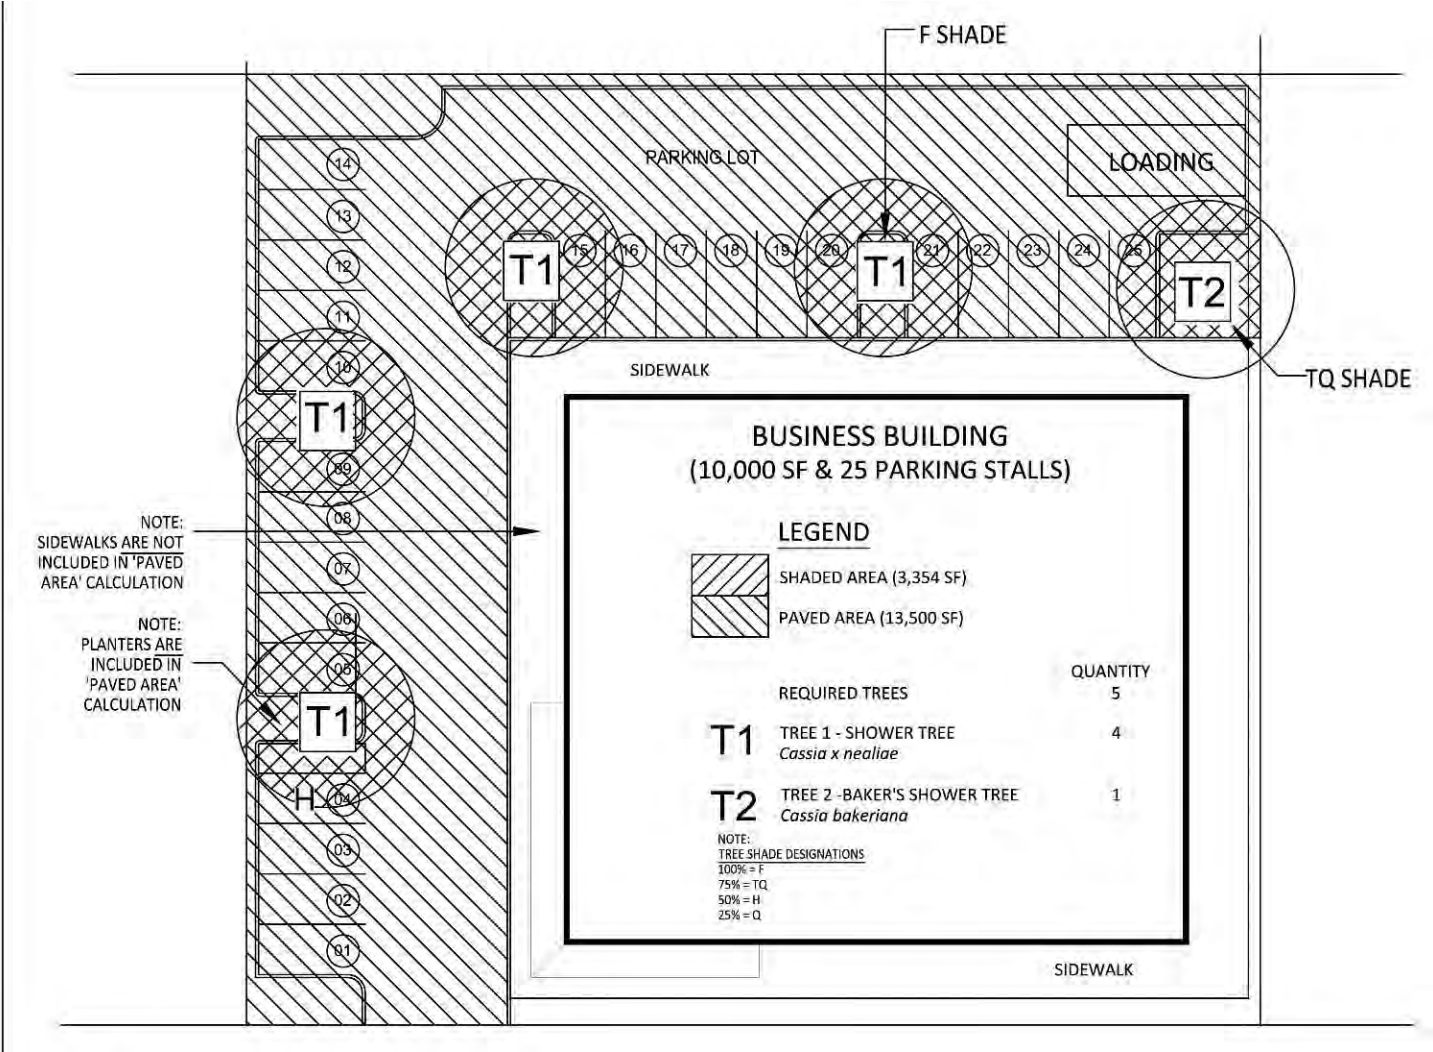 F SHADE
PARKING LOT
LOADING
14
13
12
11
10
T1
09
08
07
06
05
T1
H
04
03
02
01
T1
15
16
17
18
19
20
T1
21
22
23
24
25
T2
TQ SHADE
SIDEWALK
NOTE:
SIDEWALKS ARE NOT
INCLUDED IN 'PAVED
AREA' CALCULATION
NOTE:
PLANTERS ARE
INCLUDED IN
'PAVED AREA'
CALCULATION
BUSINESS BUILDING
(10,000 SF & 25 PARKING STALLS)
LEGEND
SHADED AREA (3,354 SF)
PAVED AREA (13,500 SF)
QUANTITY
REQUIRED TREES 5
T1 TREE 1 - SHOWER TREE 4
Cassia x nealiae
T2 TREE 2 -BAKER'S SHOWER TREE 1
Cassia bakeriana
NOTE:
TREE SHADE DESIGNATIONS
100% = F
75% = TQ
50% = H
25% = Q
SIDEWALK